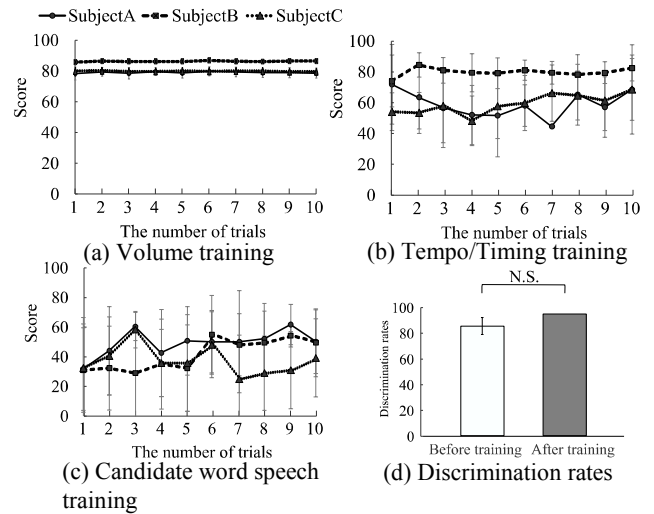 SubjectA SubjectB SubjectC
100
80
60
40
20
0
Score
1 2 3 4 5 6 7 8 9 10
The number of trials
(a) Volume training
100
80
60
40
20
0
Score
1 2 3 4 5 6 7 8 9 10
The number of trials
(b) Tempo/Timing training
100
80
60
40
20
0
Score
1 2 3 4 5 6 7 8 9 10
The number of trials
(c) Candidate word speech
training
N.S.
100
80
60
40
20
0
Discrimination rates
Before training After training
(d) Discrimination rates